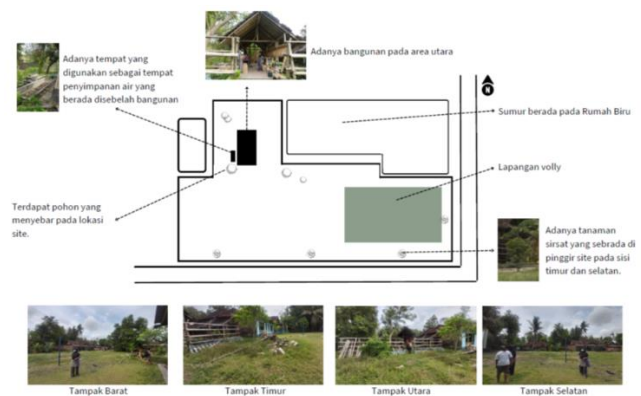 Adanya bangunan pada area utara
Adanya tempat yang
digunakan sebagai tempat
penyimpanan air yang
berada disebelah bangunan
N
Sumur berada pada Rumah Biru
Lapangan volly
Terdapat pohon yang
menyebar pada lokasi
site.
Adanya tanaman
sirsat yang sebrada di
pinggir site pada sisi
timur dan selatan.
Tampak Barat
Tampak Timur
Tampak Utara
Tampak Selatan